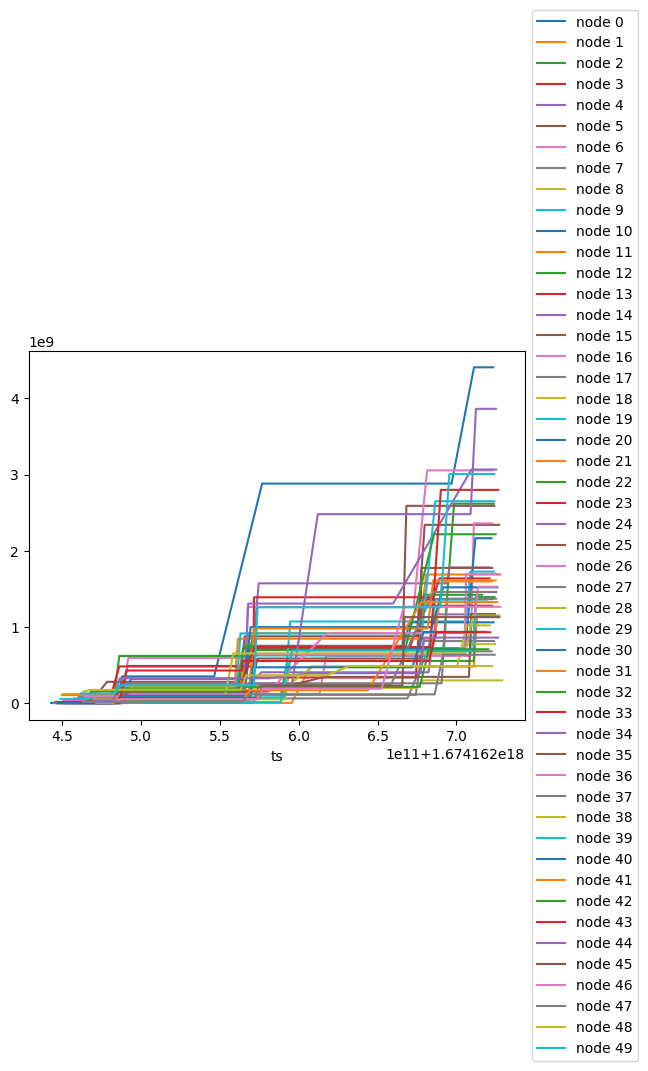 node 0
node 1
node 2
node 3
node 4
node 5
node 6
node 7
node 8
node 9
node 10
node 11
node 12
node 13
node 14
node 15
node 16
node 17
node 18
node 19
node 20
node 21
node 22
node 23
node 24
node 25
node 26
node 27
node 28
node 29
node 30
node 31
node 32
node 33
node 34
node 35
node 36
node 37
node 38
node 39
node 40
node 41
node 42
node 43
node 44
node 45
node 46
node 47
node 48
node 49
1e9
4
3
2
1
0
4.5 5.0 5.5 6.0 6.5 7.0
ts
1e11+1.674162e18